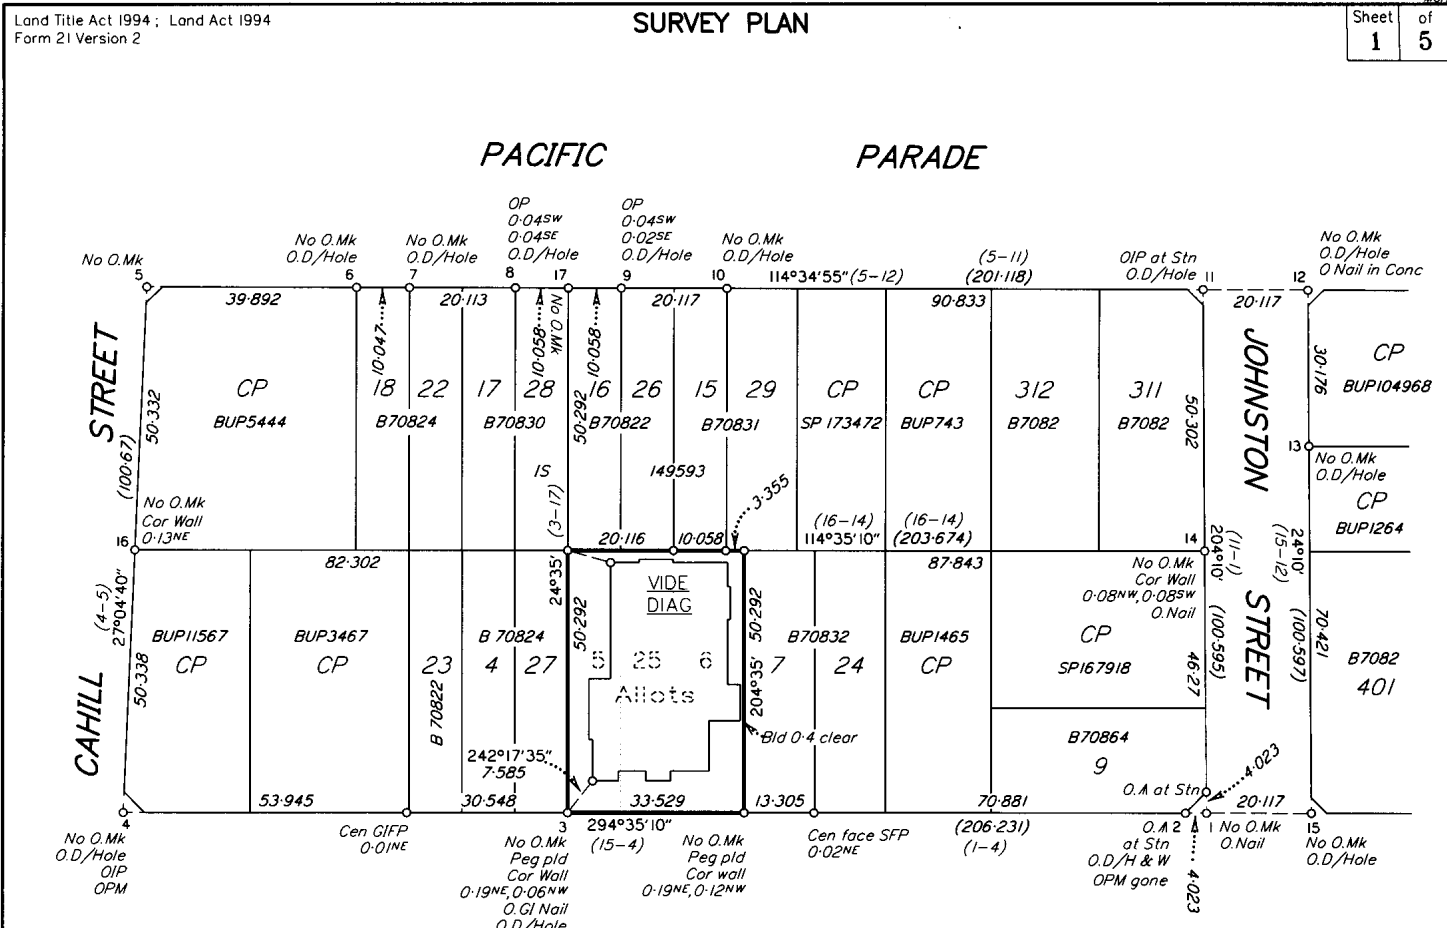 Land Title Act 1994 ; Land Act 1994
Form 21 Version 2
SURVEY PLAN
Sheet of
1 5
PACIFIC PARADE
OP
0·04SW
0·04SE
O.D/Hole
OP
0·04SW
0·02SE
O.D/Hole
No O.Mk
No O.Mk
O.D/Hole
No O.Mk
O.D/Hole
No O.Mk
O.D/Hole
(5-11)
(201·118)
OIP at Stn
O.D/Hole
No O.Mk
O.D/Hole
O Nail in Conc
5 6 7 8 17 9 10 11 12
114°34'55" (5-12)
39·892
10·047
20·113
10·058
No O.Mk
10·058
20·117
90·833
20·117
CAHILL STREET
JOHNSTON STREET
50·332
(100·67)
CP
BUP5444
18 22
B70824
17 28
B70830
50·292
16 26
B70822
15 29
B70831
CP
SP 173472
CP
BUP743
312
B7082
311
B7082
50·302
30·176
CP
BUP104968
13
No O.Mk
O.D/Hole
CP
BUP1264
IS 149593
(3-17)
3·355
No O.Mk
Cor Wall
0·13NE
16
20·116
10·058
(16-14)
114°35'10"
(16-14)
(203·674)
14
82·302
24°35'
VIDE
DIAG
87·843
No O.Mk
Cor Wall
0·08NW,0·08SW
O.Nail
204°10'
(11-1)
(100·595)
24°10'
(15-12)
(100·597)
70·421
(4-5)
27°04'40"
50·338
BUP11567
CP
BUP3467
CP
B 70824
23 4 27
B 70822
50·292
5 25 6
Allots
50·292
204°35'
B70832
7 24
BUP1465
CP
CP
SP167918
46·27
B7082
401
Bld 0·4 clear
B70864
9
242°17'35"
7·585
O.A at Stn
4·023
53·945
30·548
33·529
13·305
70·881
20·117
4
3
294°35'10"
(15-4)
(206·231)
(1-4)
2
1
15
No O.Mk
O.D/Hole
OIP
OPM
Cen GIFP
0·01NE
No O.Mk
Peg pld
Cor Wall
0·19NE,0·06NW
O.GI Nail
O.D/Hole
No O.Mk
Peg pld
Cor wall
0·19NE,0·12NW
Cen face SFP
0·02NE
O.A
at Stn
O.D/H & W
OPM gone
4·023
No O.Mk
O.Nail
No O.Mk
O.D/Hole